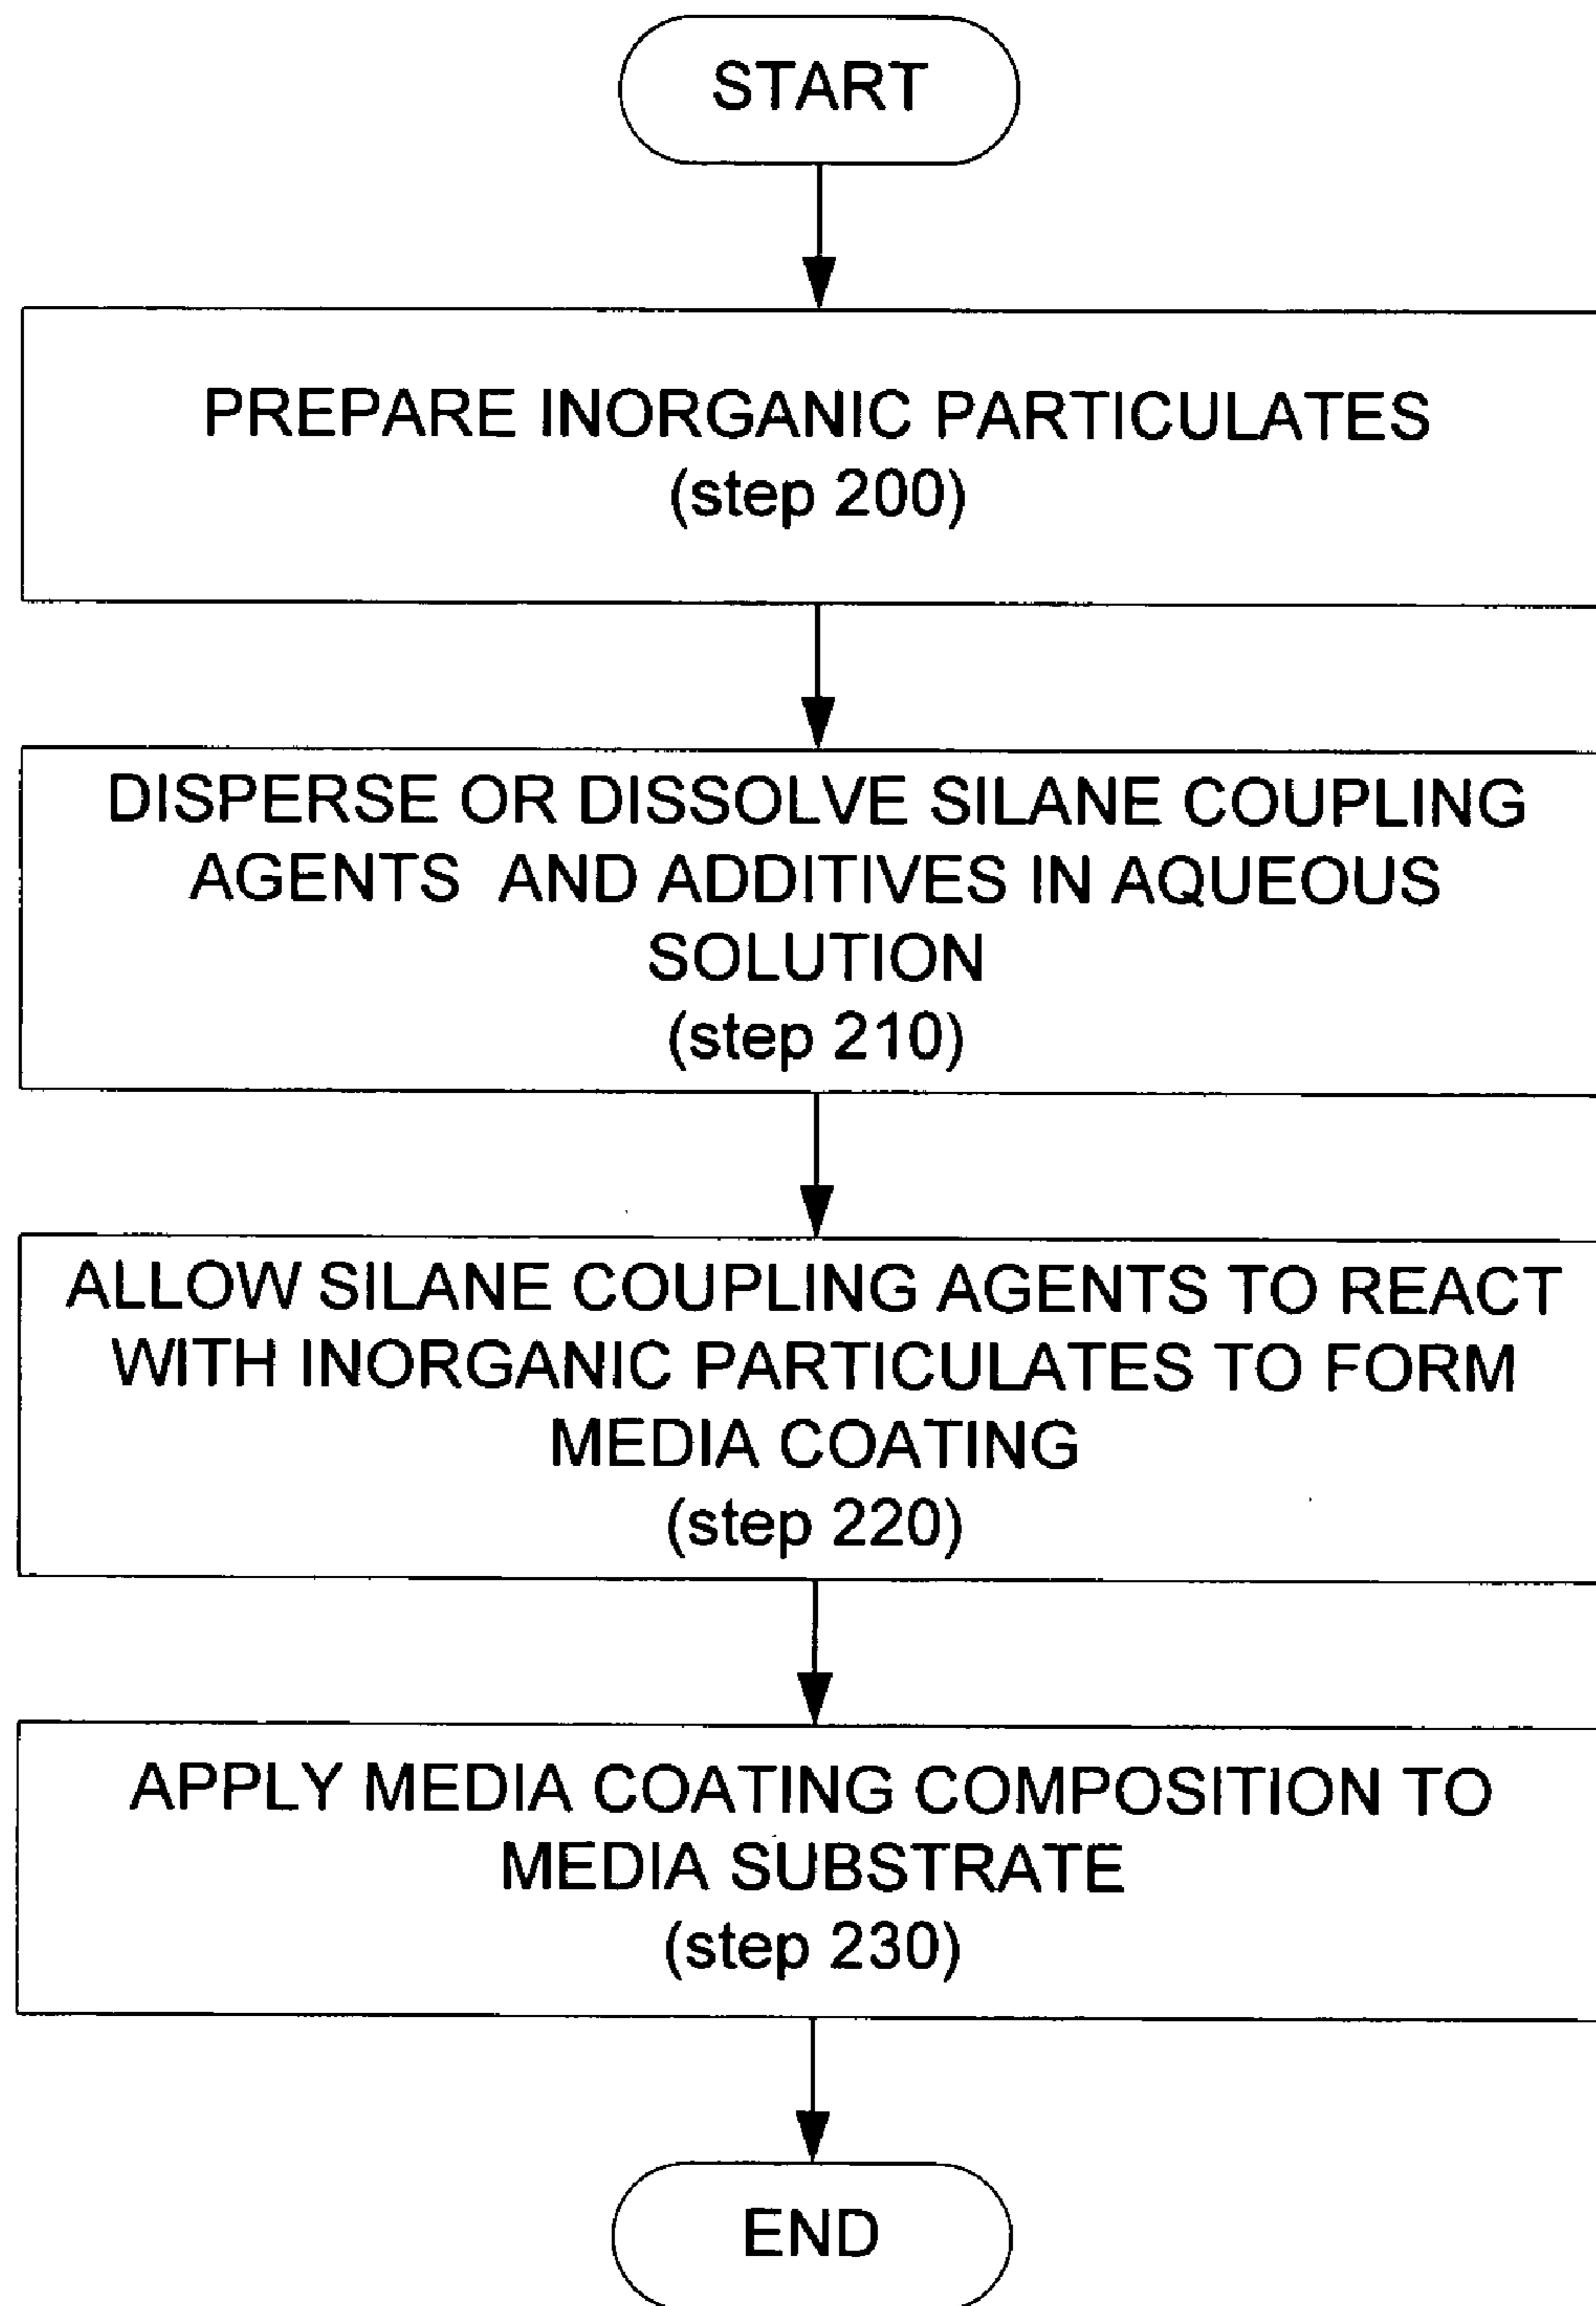 START
PREPARE INORGANIC PARTICULATES
(step 200)
DISPERSE OR DISSOLVE SILANE COUPLING
AGENTS AND ADDITIVES IN AQUEOUS
SOLUTION
(step 210)
ALLOW SILANE COUPLING AGENTS TO REACT
WITH INORGANIC PARTICULATES TO FORM
MEDIA COATING
(step 220)
APPLY MEDIA COATING COMPOSITION TO
MEDIA SUBSTRATE
(step 230)
END